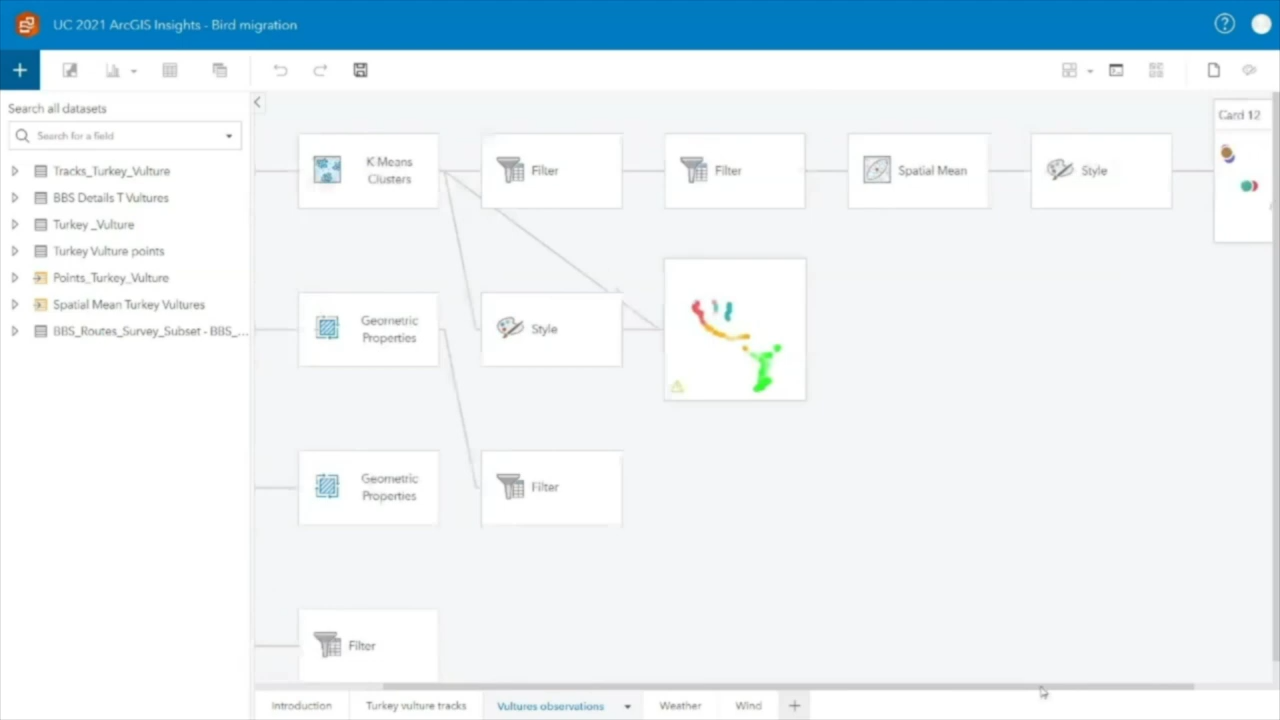 UC 2021 ArcGIS Insights - Bird migration
Search all datasets
Search for a field
Tracks_Turkey_Vulture
BBS Details T Vultures
Turkey _Vulture
Turkey Vulture points
Points_Turkey_Vulture
Spatial Mean Turkey Vultures
BBS_Routes_Survey_Subset - BBS_...
K-Means
Clusters
Filter
Filter
Spatial Mean
Style
Card 12
Geometric
Properties
Style
Geometric
Properties
Filter
Filter
Introduction
Turkey vulture tracks
Vultures observations
Weather
Wind